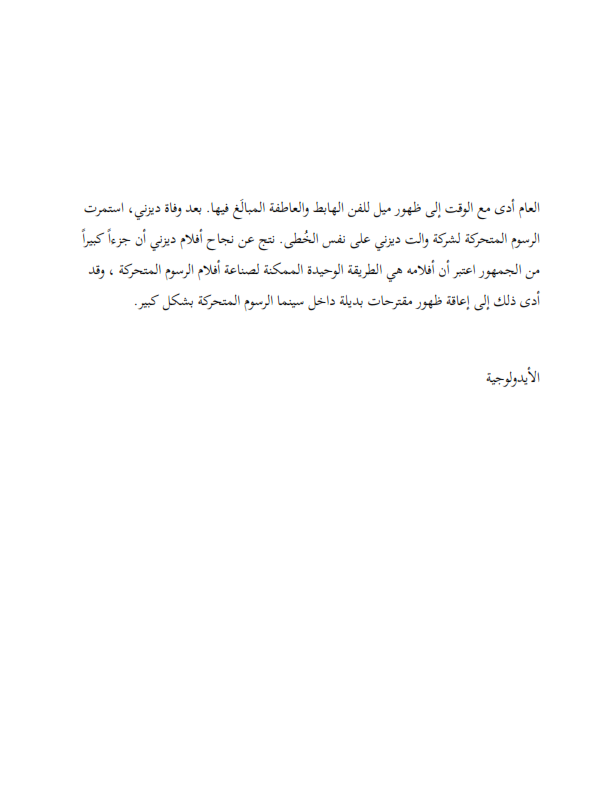 العام أدى مع الوقت إلى ظهور ميل للفن الهابط والعاطفة المبالَغ فيها. بعد وفاة ديزني، استمرت
الرسوم المتحركة لشركة والت ديزني على نفس الخُطى. نتج عن نجاح أفلام ديزني أن جزءاً كبيراً
من الجمهور اعتبر أن أفلامه هي الطريقة الوحيدة الممكنة لصناعة أفلام الرسوم المتحركة ، وقد
أدى ذلك إلى إعاقة ظهور مقترحات بديلة داخل سينما الرسوم المتحركة بشكل كبير.
الأيدولوجية